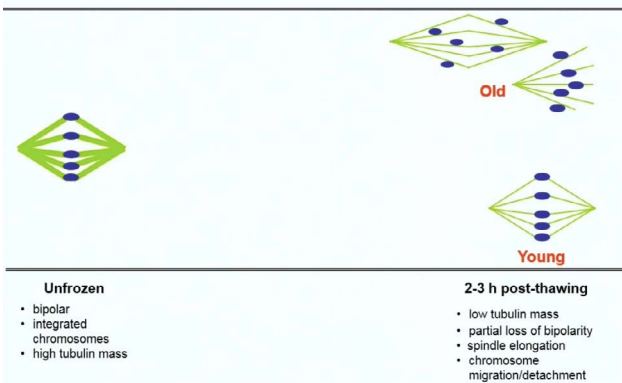 Old
Young
Unfrozen
• bipolar
• integrated
chromosomes
• high tubulin mass
2-3 h post-thawing
• low tubulin mass
• partial loss of bipolarity
• spindle elongation
• chromosome
migration/detachment